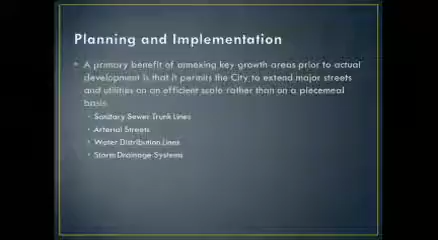 Planning and Implementation
A primary benefit of annexing key growth areas prior to actual
development is that it permits the City to extend major streets
and utilities on an efficient scale rather than on a piecemeal
basis
Sanitary Sewer Trunk Lines
Arterial Streets
Water Distribution Lines
Storm Drainage Systems